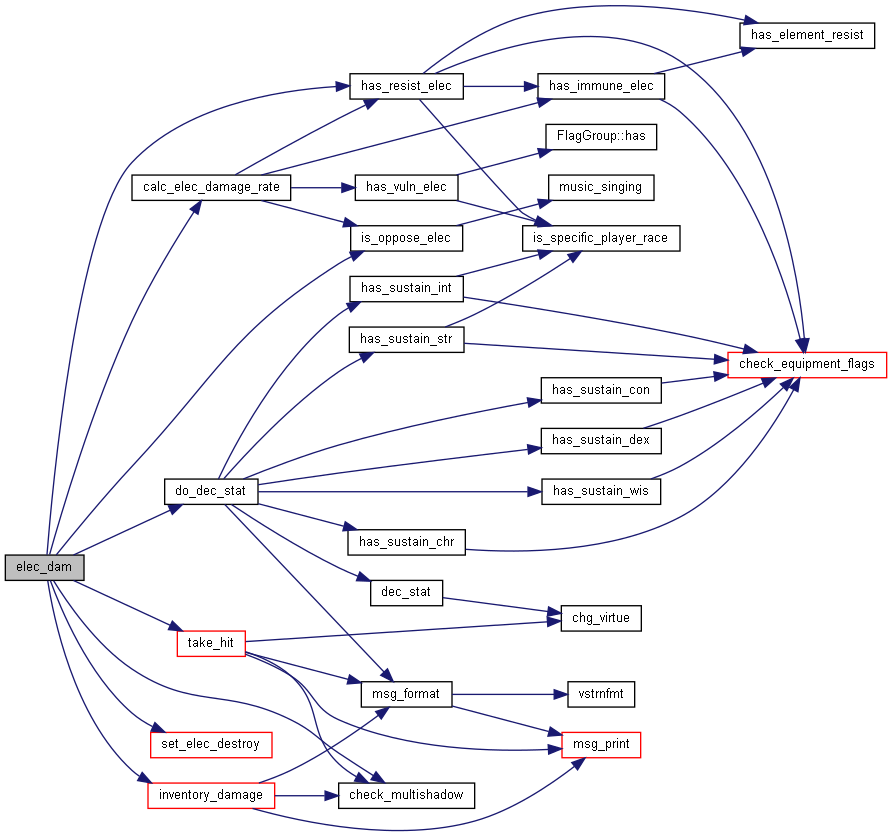 has_element_resist
has_resist_elec
has_immune_elec
FlagGroup::has
calc_elec_damage_rate
has_vuln_elec
music_singing
is_oppose_elec
is_specific_player_race
has_sustain_int
has_sustain_str
check_equipment_flags
has_sustain_con
has_sustain_dex
do_dec_stat
has_sustain_wis
has_sustain_chr
elec_dam
dec_stat
chg_virtue
take_hit
msg_format
vstrnfmt
set_elec_destroy
msg_print
inventory_damage
check_multishadow